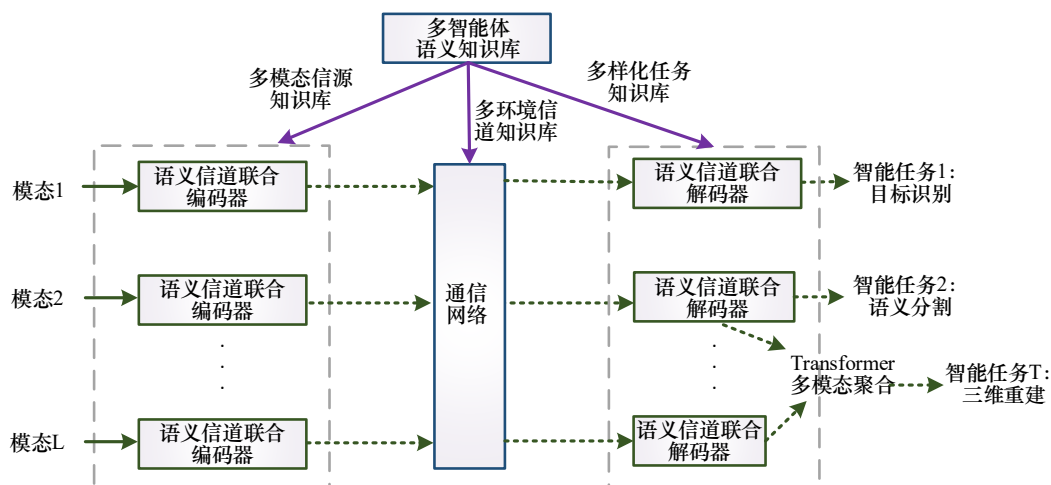 多智能体
语义知识库
多模态信源
知识库
多环境信
道知识库
多样化任务
知识库
模态1
语义信道联合
编码器
语义信道联合
解码器
智能任务1:
目标识别
模态2
语义信道联合
编码器
通信
网络
语义信道联合
解码器
智能任务2:
语义分割
Transformer
多模态聚合
智能任务T:
三维重建
模态L
语义信道联合
编码器
语义信道联合
解码器